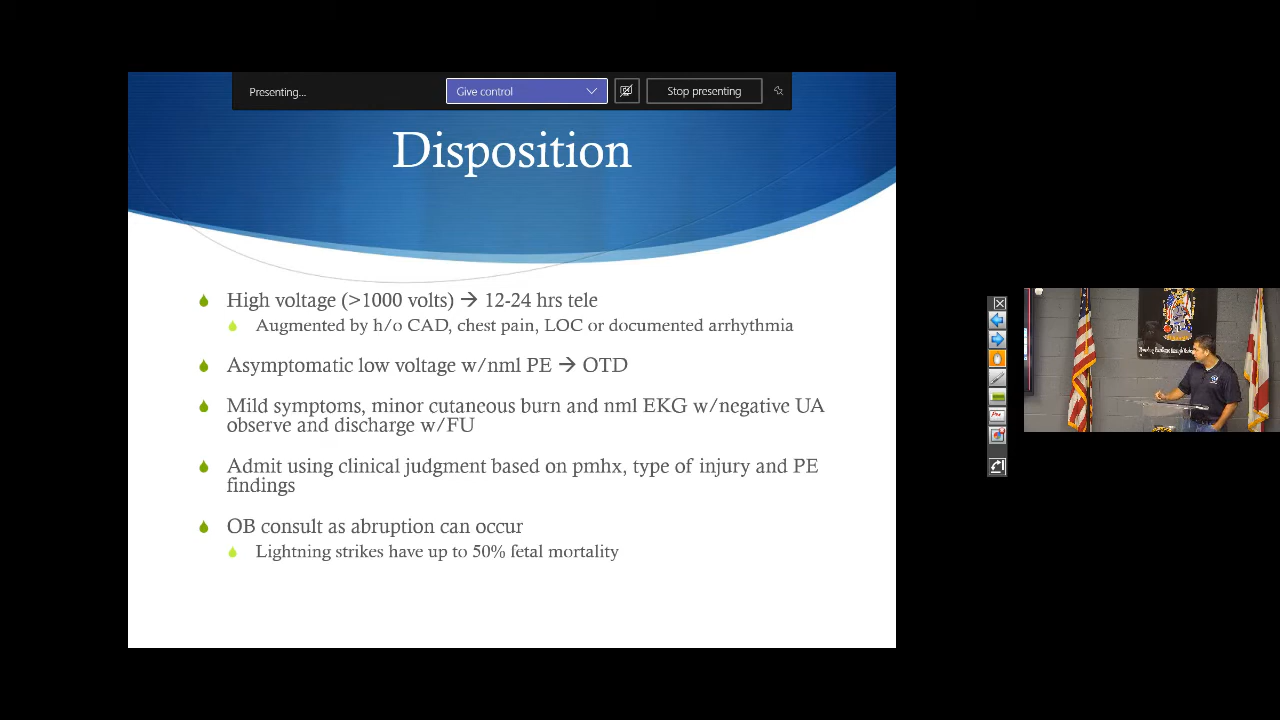 Presenting...
Give control
Stop presenting
Disposition
High voltage (>1000 volts) → 12-24 hrs tele
Augmented by h/o CAD, chest pain, LOC or documented arrhythmia
Asymptomatic low voltage w/nml PE → OTD
Mild symptoms, minor cutaneous burn and nml EKG w/negative UA
observe and discharge w/FU
Admit using clinical judgment based on pmhx, type of injury and PE
findings
OB consult as abruption can occur
Lightning strikes have up to 50% fetal mortality